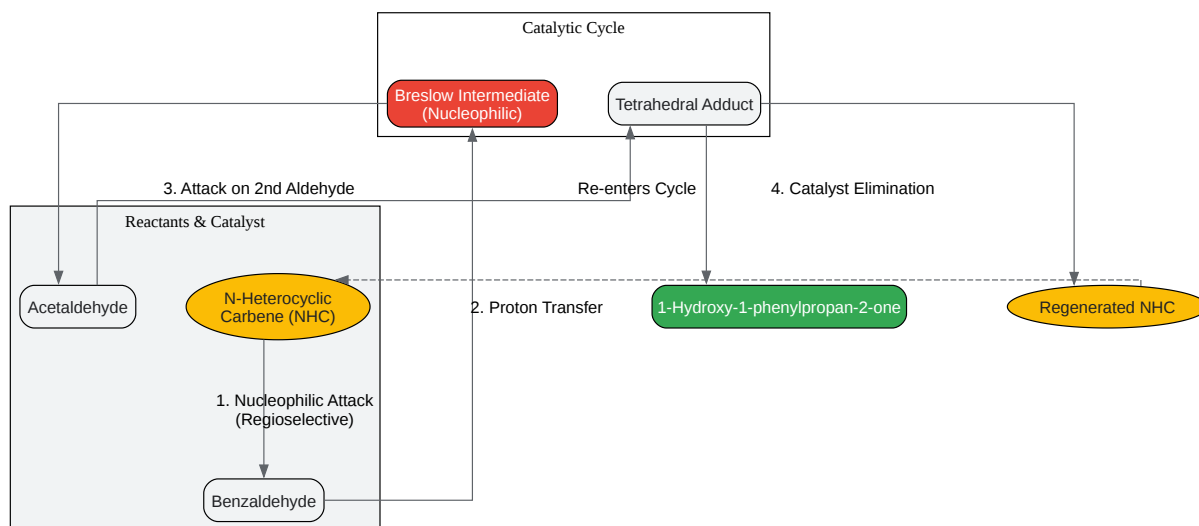 Catalytic Cycle
Breslow Intermediate
(Nucleophilic)
Tetrahedral Adduct
3. Attack on 2nd Aldehyde
Re-enters Cycle
4. Catalyst Elimination
Reactants & Catalyst
Acetaldehyde
N-Heterocyclic
Carbene (NHC)
2. Proton Transfer
1-Hydroxy-1-phenylpropan-2-one
Regenerated NHC
1. Nucleophilic Attack
(Regioselective)
Benzaldehyde